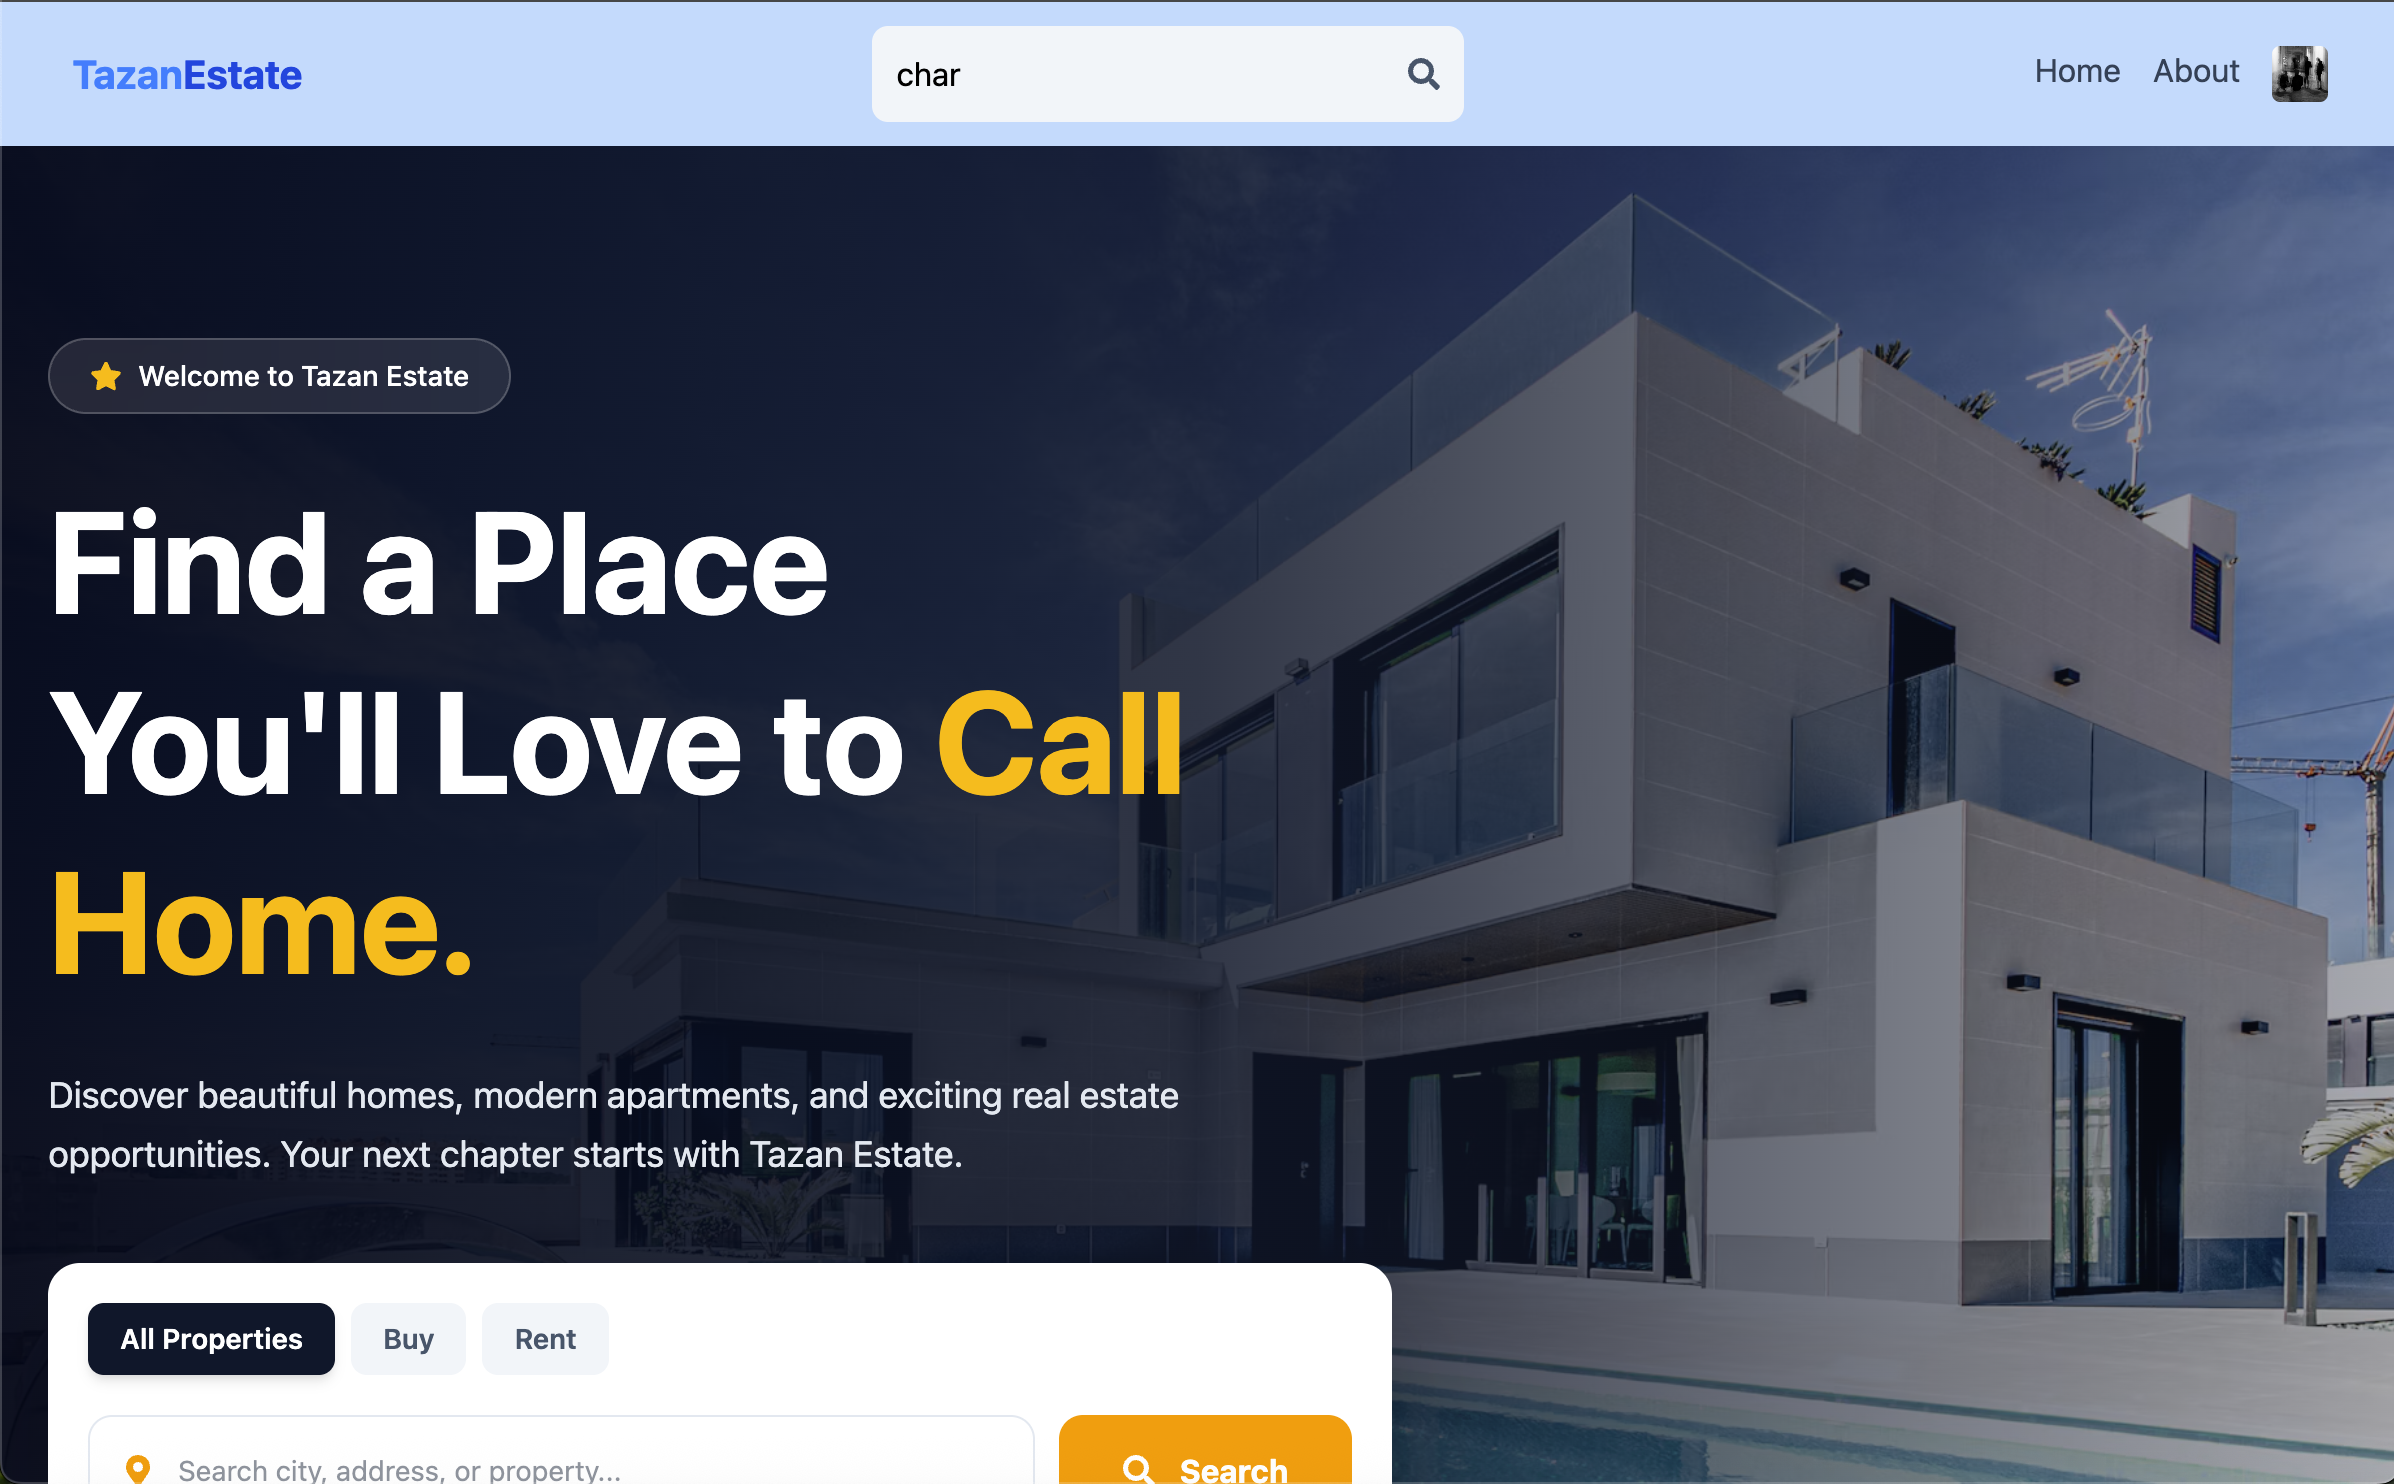 TazanEstate
char
Home About
Welcome to Tazan Estate
Find a Place
You'll Love to Call
Home.
Discover beautiful homes, modern apartments, and exciting real estate
opportunities. Your next chapter starts with Tazan Estate.
All Properties Buy Rent
Search city, address, or property...
Search